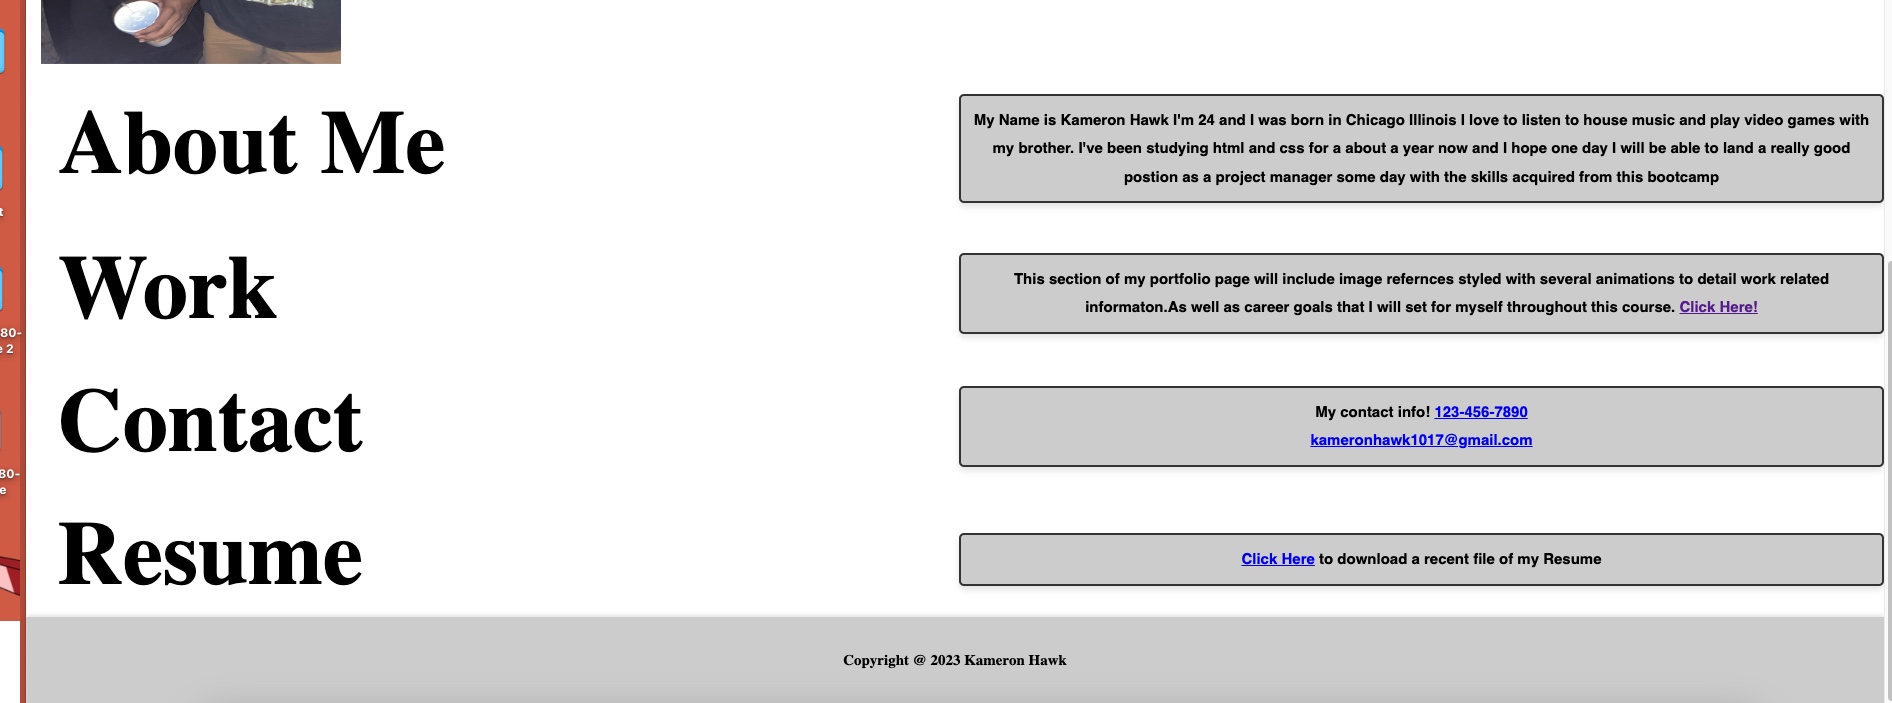 About Me
My Name is Kameron Hawk I'm 24 and I was born in Chicago Illinois I love to listen to house music and play video games with
my brother. I've been studying html and css for a about a year now and I hope one day I will be able to land a really good
postion as a project manager some day with the skills acquired from this bootcamp
Work
This section of my portfolio page will include image refernces styled with several animations to detail work related
informaton.As well as career goals that I will set for myself throughout this course. Click Here!
Contact
My contact info! 123-456-7890
kameronhawk1017@gmail.com
Resume
Click Here to download a recent file of my Resume
Copyright @ 2023 Kameron Hawk
t
80-
e 2
80-
e